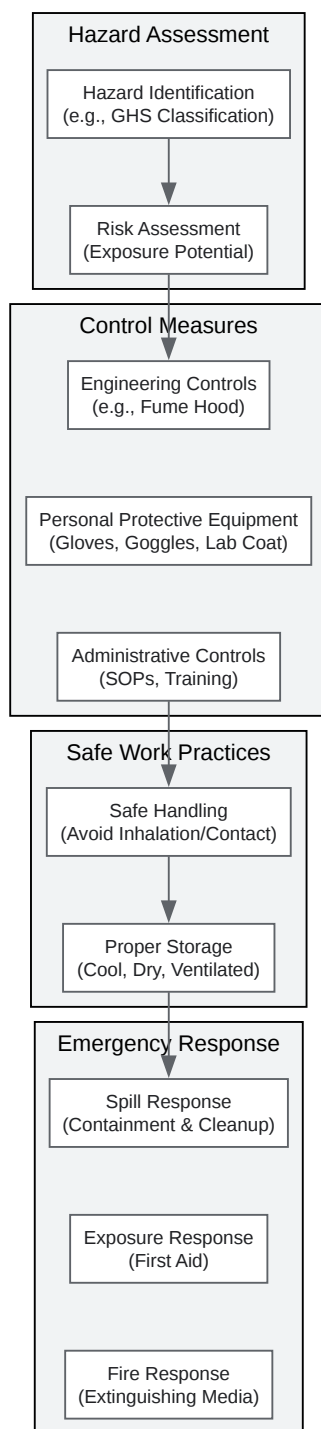 Hazard Assessment
Hazard Identification
(e.g., GHS Classification)
Risk Assessment
(Exposure Potential)
Control Measures
Engineering Controls
(e.g., Fume Hood)
Personal Protective Equipment
(Gloves, Goggles, Lab Coat)
Administrative Controls
(SOPs, Training)
Safe Work Practices
Safe Handling
(Avoid Inhalation/Contact)
Proper Storage
(Cool, Dry, Ventilated)
Emergency Response
Spill Response
(Containment & Cleanup)
Exposure Response
(First Aid)
Fire Response
(Extinguishing Media)